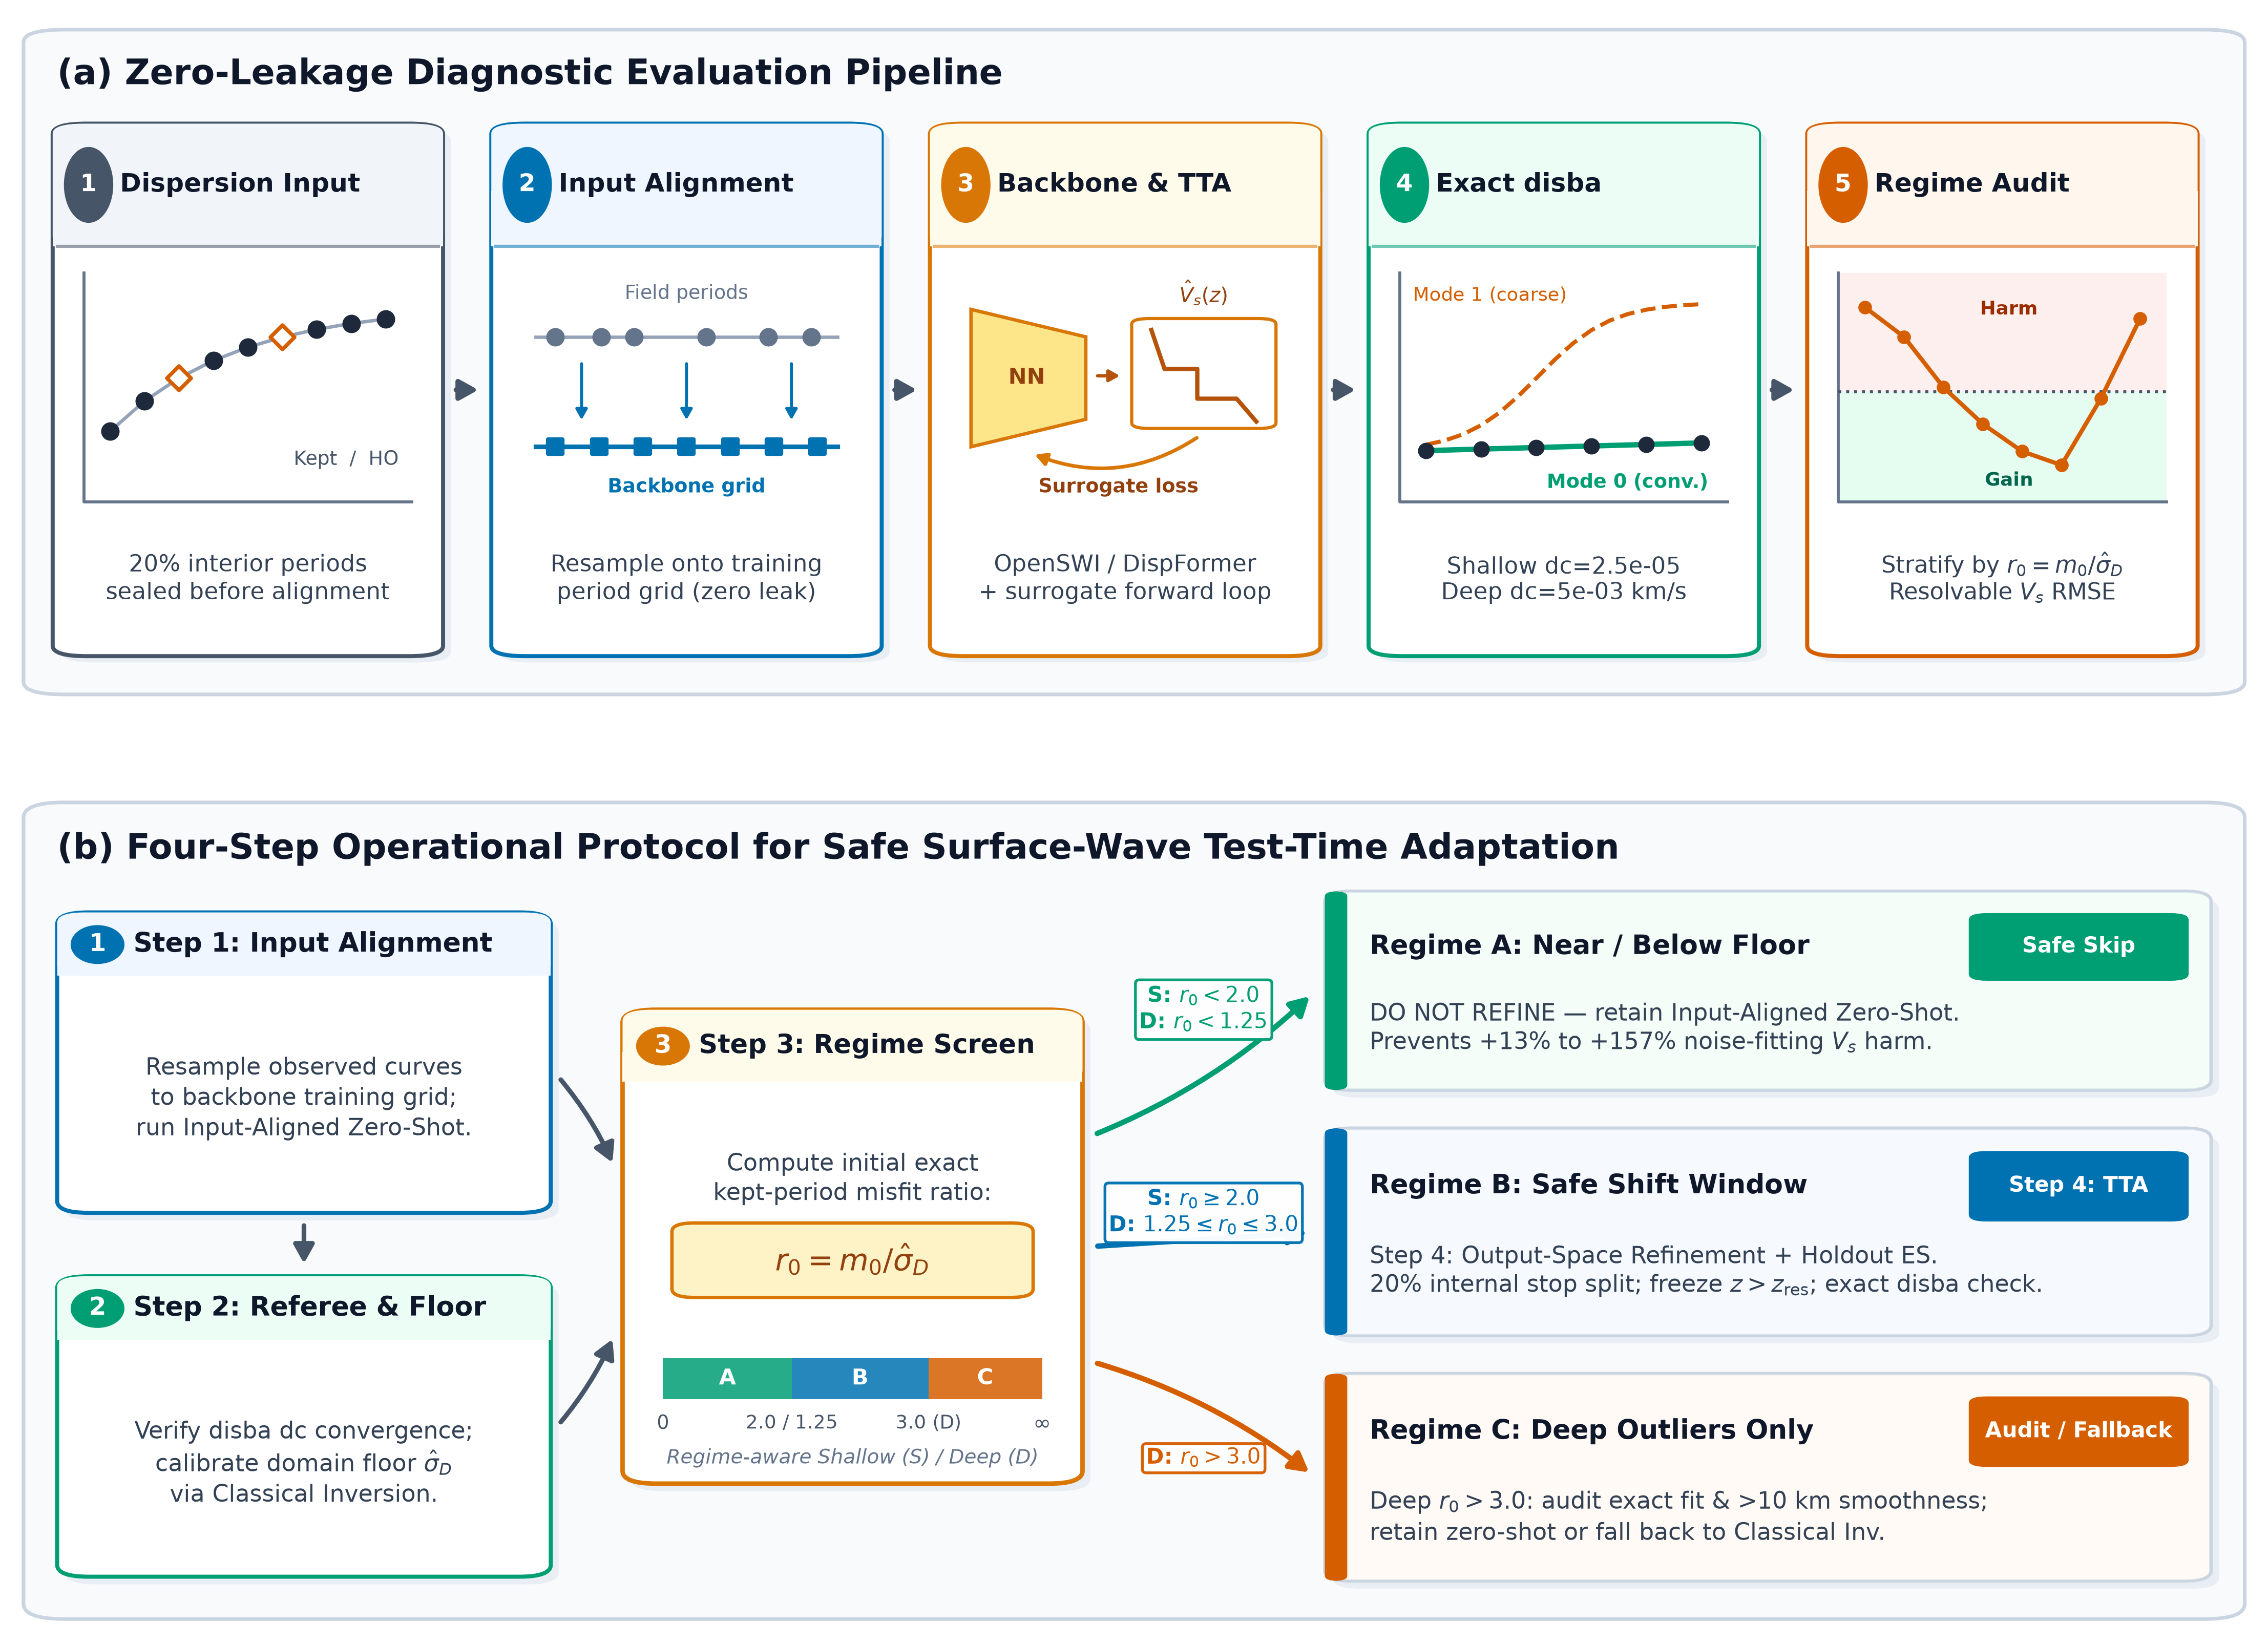 (a) Zero-Leakage Diagnostic Evaluation Pipeline
1 Dispersion Input
Kept / HO
20% interior periods
sealed before alignment
2 Input Alignment
Field periods
Backbone grid
Resample onto training
period grid (zero leak)
3 Backbone & TTA
NN
V̂ₛ(z)
Surrogate loss
OpenSWI / DispFormer
+ surrogate forward loop
4 Exact disba
Mode 1 (coarse)
Mode 0 (conv.)
Shallow dc=2.5e-05
Deep dc=5e-03 km/s
5 Regime Audit
Harm
Gain
Stratify by r₀ = m₀/σ̂_D
Resolvable Vₛ RMSE
(b) Four-Step Operational Protocol for Safe Surface-Wave Test-Time Adaptation
1 Step 1: Input Alignment
Resample observed curves
to backbone training grid;
run Input-Aligned Zero-Shot.
2 Step 2: Referee & Floor
Verify disba dc convergence;
calibrate domain floor σ̂_D
via Classical Inversion.
3 Step 3: Regime Screen
Compute initial exact
kept-period misfit ratio:
r₀ = m₀/σ̂_D
A B C
0 2.0 / 1.25 3.0 (D) ∞
Regime-aware Shallow (S) / Deep (D)
S: r₀ < 2.0
D: r₀ < 1.25
S: r₀ ≥ 2.0
D: 1.25 ≤ r₀ ≤ 3.0
D: r₀ > 3.0
Regime A: Near / Below Floor
Safe Skip
DO NOT REFINE — retain Input-Aligned Zero-Shot.
Prevents +13% to +157% noise-fitting Vₛ harm.
Regime B: Safe Shift Window
Step 4: TTA
Step 4: Output-Space Refinement + Holdout ES.
20% internal stop split; freeze z > z_res; exact disba check.
Regime C: Deep Outliers Only
Audit / Fallback
Deep r₀ > 3.0: audit exact fit & >10 km smoothness;
retain zero-shot or fall back to Classical Inv.